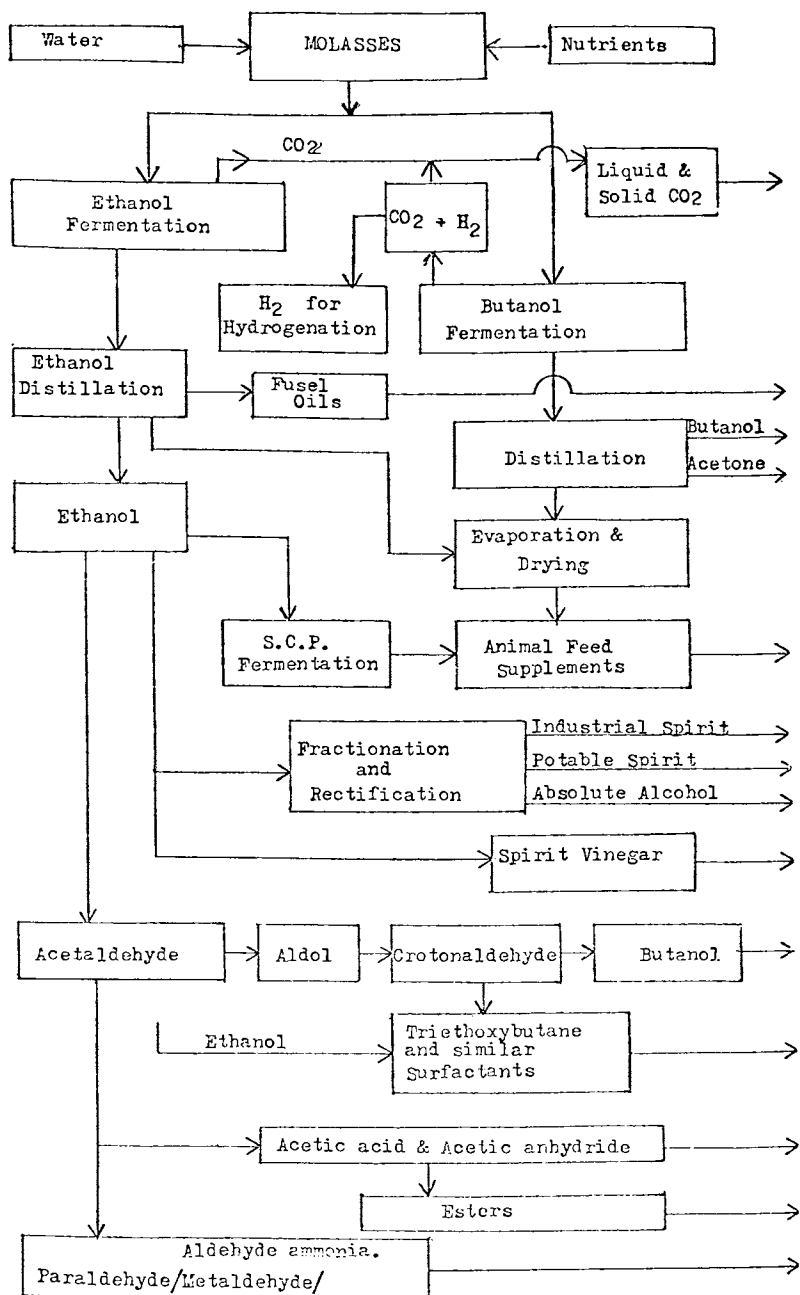 Water
MOLASSES
Nutrients
CO2
Liquid &
Solid CO2
Ethanol
Fermentation
CO2 + H2
H2 for
Hydrogenation
Butanol
Fermentation
Ethanol
Distillation
Fusel
Oils
Butanol
Acetone
Distillation
Ethanol
Evaporation &
Drying
S.C.P.
Fermentation
Animal Feed
Supplements
Fractionation
and
Rectification
Industrial Spirit
Potable Spirit
Absolute Alcohol
Spirit Vinegar
Acetaldehyde
Aldol
Crotonaldehyde
Butanol
Ethanol
Triethoxybutane
and similar
Surfactants
Acetic acid & Acetic anhydride
Esters
Aldehyde ammonia.
Paraldehyde/Metaldehyde/